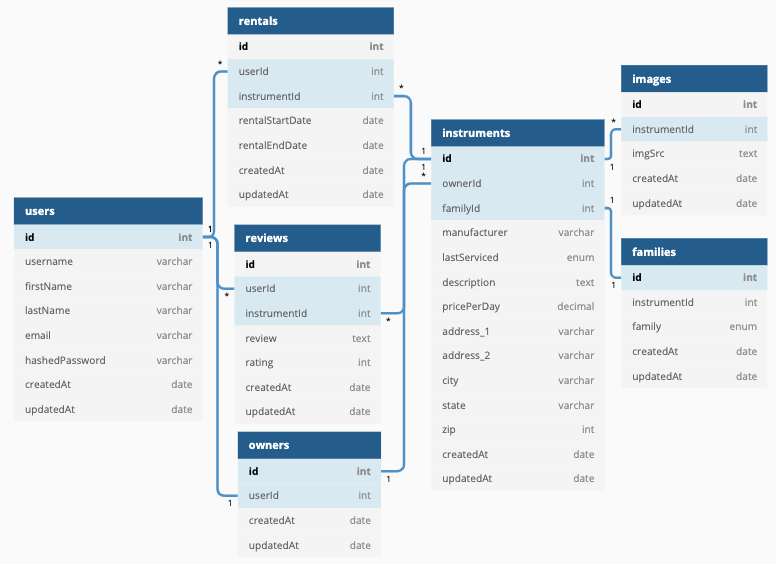 rentals
id int
userId int
instrumentId int
rentalStartDate date
rentalEndDate date
createdAt date
updatedAt date
users
id int
username varchar
firstName varchar
lastName varchar
email varchar
hashedPassword varchar
createdAt date
updatedAt date
reviews
id int
userId int
instrumentId int
review text
rating int
createdAt date
updatedAt date
owners
id int
userId int
createdAt date
updatedAt date
instruments
id int
ownerId int
familyId int
manufacturer varchar
lastServiced enum
description text
pricePerDay decimal
address_1 varchar
address_2 varchar
city varchar
state varchar
zip int
createdAt date
updatedAt date
images
id int
instrumentId int
imgSrc text
createdAt date
updatedAt date
families
id int
instrumentId int
family enum
createdAt date
updatedAt date
*
*
1
1
*
1
1
*
*
1
1
*
1
1
1